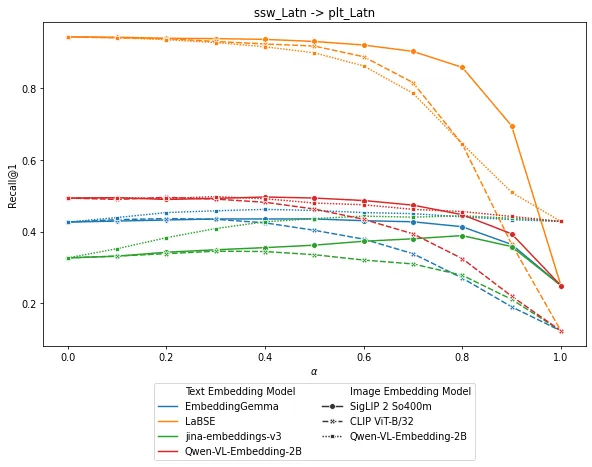 ssw_Latn -> plt_Latn
Recall@1
0.8
0.6
0.4
0.2
0.0 0.2 0.4 0.6 0.8 1.0
α
Text Embedding Model
EmbeddingGemma
LaBSE
jina-embeddings-v3
Qwen-VL-Embedding-2B
Image Embedding Model
SigLIP 2 So400m
CLIP ViT-B/32
Qwen-VL-Embedding-2B